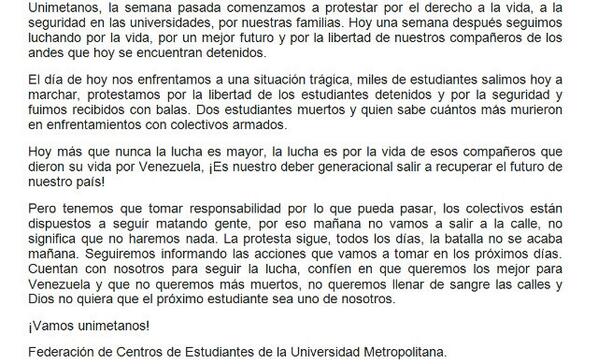 Unimetanos, la semana pasada comenzamos a protestar por el derecho a la vida, a la
seguridad en las universidades, por nuestras familias. Hoy una semana después seguimos
luchando por la vida, por un mejor futuro y por la libertad de nuestros compañeros de los
andes que hoy se encuentran detenidos.
El día de hoy nos enfrentamos a una situación trágica, miles de estudiantes salimos hoy a
marchar, protestamos por la libertad de los estudiantes detenidos y por la seguridad y
fuimos recibidos con balas. Dos estudiantes muertos y quien sabe cuántos más murieron
en enfrentamientos con colectivos armados.
Hoy más que nunca la lucha es mayor, la lucha es por la vida de esos compañeros que
dieron su vida por Venezuela, ¡Es nuestro deber generacional salir a recuperar el futuro de
nuestro país!
Pero tenemos que tomar responsabilidad por lo que pueda pasar, los colectivos están
dispuestos a seguir matando gente, por eso mañana no vamos a salir a la calle, no
significa que no haremos nada. La protesta sigue, todos los días, la batalla no se acaba
mañana. Seguiremos informando las acciones que vamos a tomar en los próximos días.
Cuentan con nosotros para seguir la lucha, confíen en que queremos los mejor para
Venezuela y que no queremos más muertos, no queremos llenar de sangre las calles y
Dios no quiera que el próximo estudiante sea uno de nosotros.
¡Vamos unimetanos!
Federación de Centros de Estudiantes de la Universidad Metropolitana.